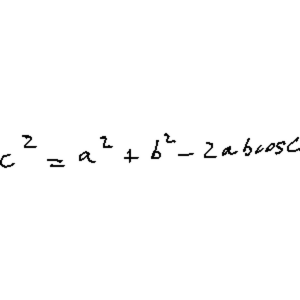 c² = a² + b² - 2abcosC